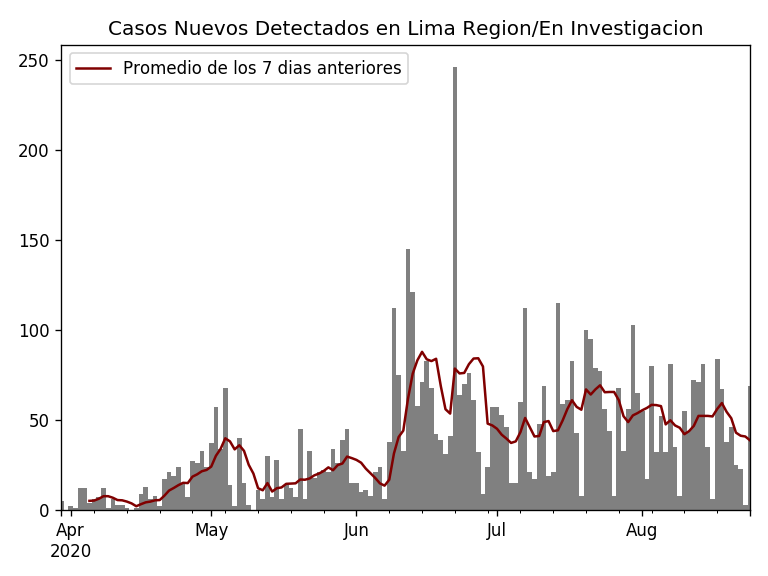 Casos Nuevos Detectados en Lima Region/En Investigacion
Promedio de los 7 dias anteriores
250
200
150
100
50
0
Apr May Jun Jul Aug
2020